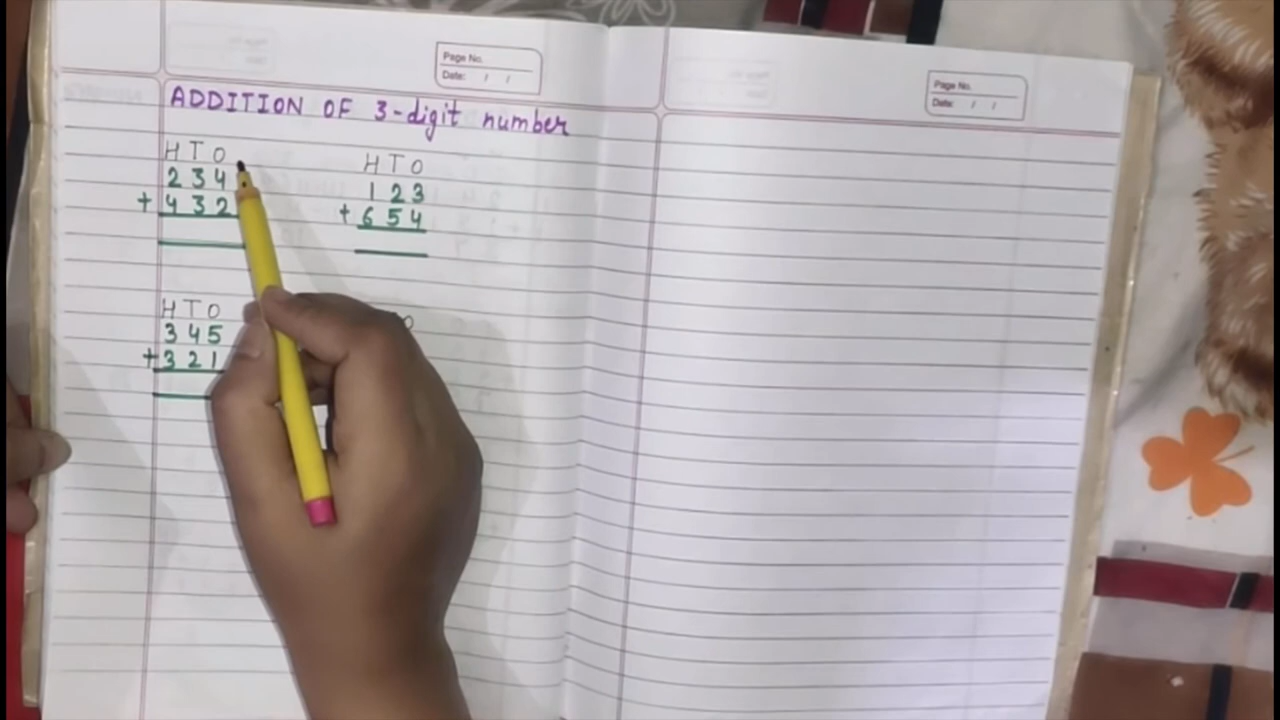 Page No.
Date: / /
Page No.
Date: / /
ADDITION OF 3-digit number
H T O
2 3 4
+ 4 3 2
H T O
1 2 3
+ 6 5 4
H T O
3 4 5
+ 3 2 1
O